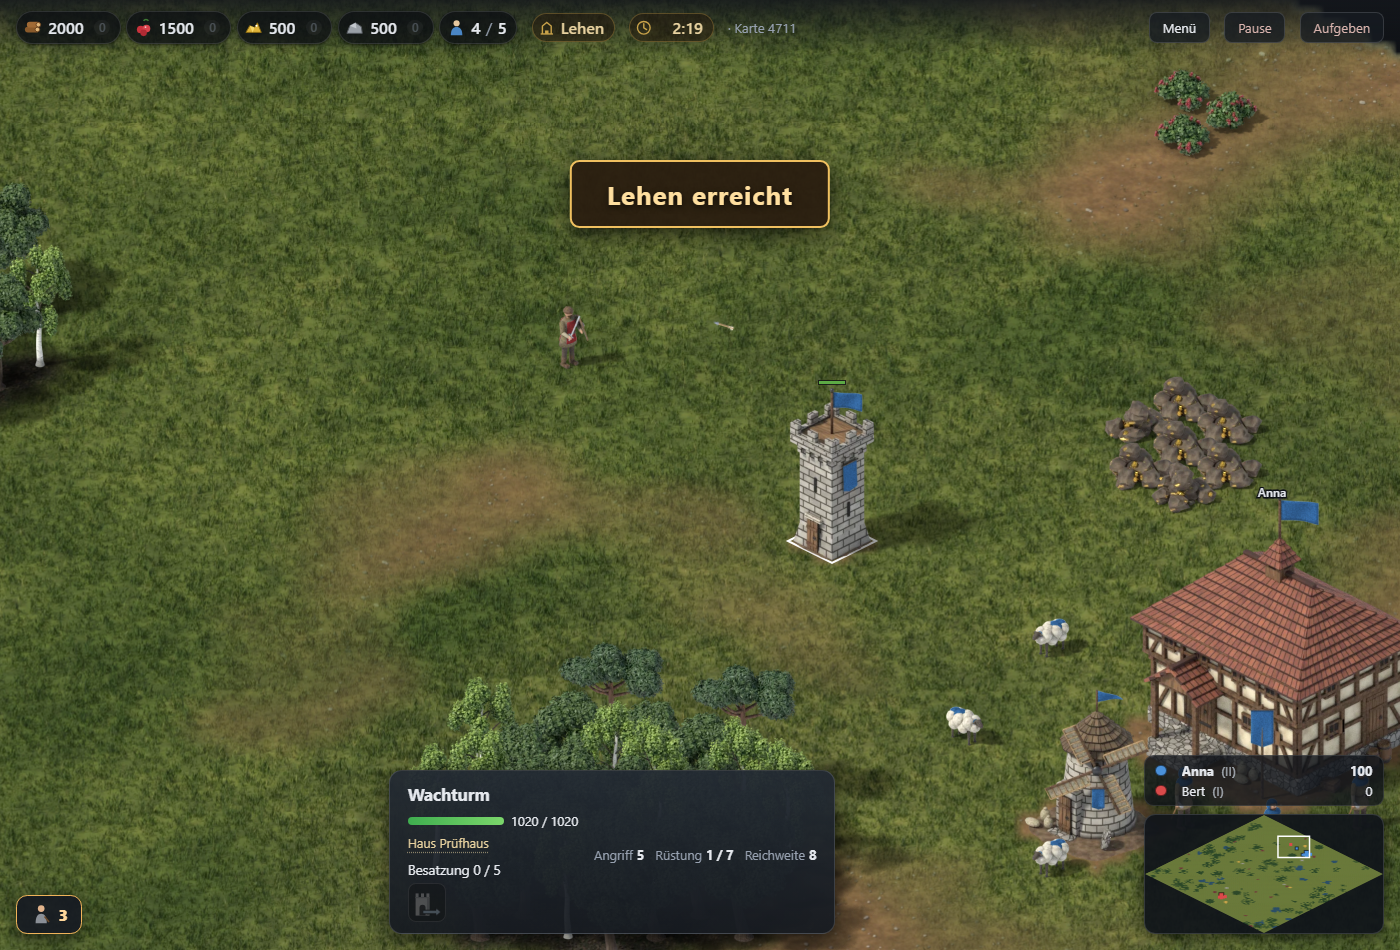 2000 0 1500 0 500 0 500 0 4 / 5 Lehen 2:19 · Karte 4711 Menü Pause Aufgeben
Lehen erreicht
Anna
Wachturm
1020 / 1020
Haus Prüfhaus
Angriff 5 Rüstung 1 / 7 Reichweite 8
Besatzung 0 / 5
Anna (II) 100
Bert (I) 0
3